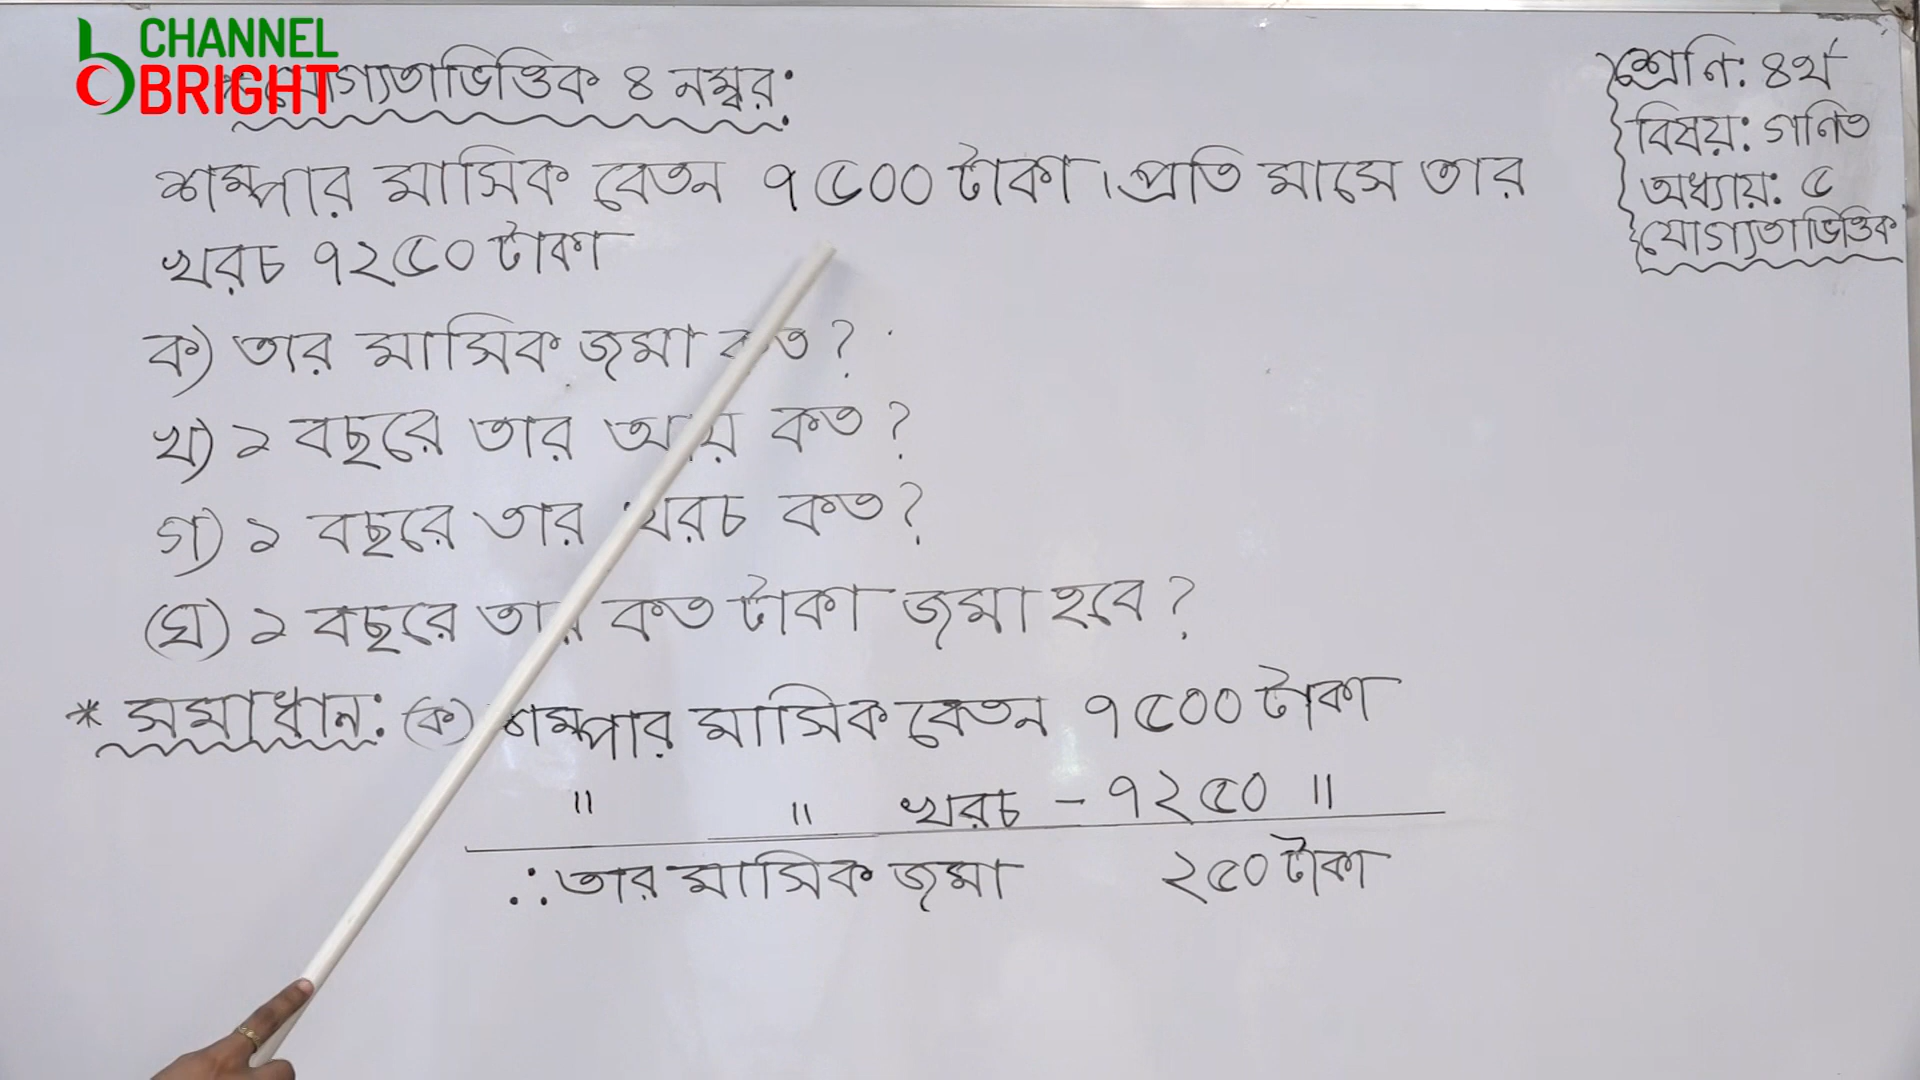 CHANNEL
BRIGHT
যোগ্যতাভিত্তিক ৪ নম্বর:
শ্রেণি: ৪র্থ
বিষয়: গণিত
অধ্যায়: ৫
যোগ্যতাভিত্তিক
শম্পার মাসিক বেতন ৭৫০০ টাকা। প্রতি মাসে তার
খরচ ৭২৫০ টাকা
ক) তার মাসিক জমা কত?
খ) ১ বছরে তার আয় কত?
গ) ১ বছরে তার খরচ কত?
(ঘ) ১ বছরে তার কত টাকা জমা হবে?
* সমাধান: (ক) শম্পার মাসিক বেতন ৭৫০০ টাকা
" " খরচ - ৭২৫০ "
∴ তার মাসিক জমা ২৫০ টাকা